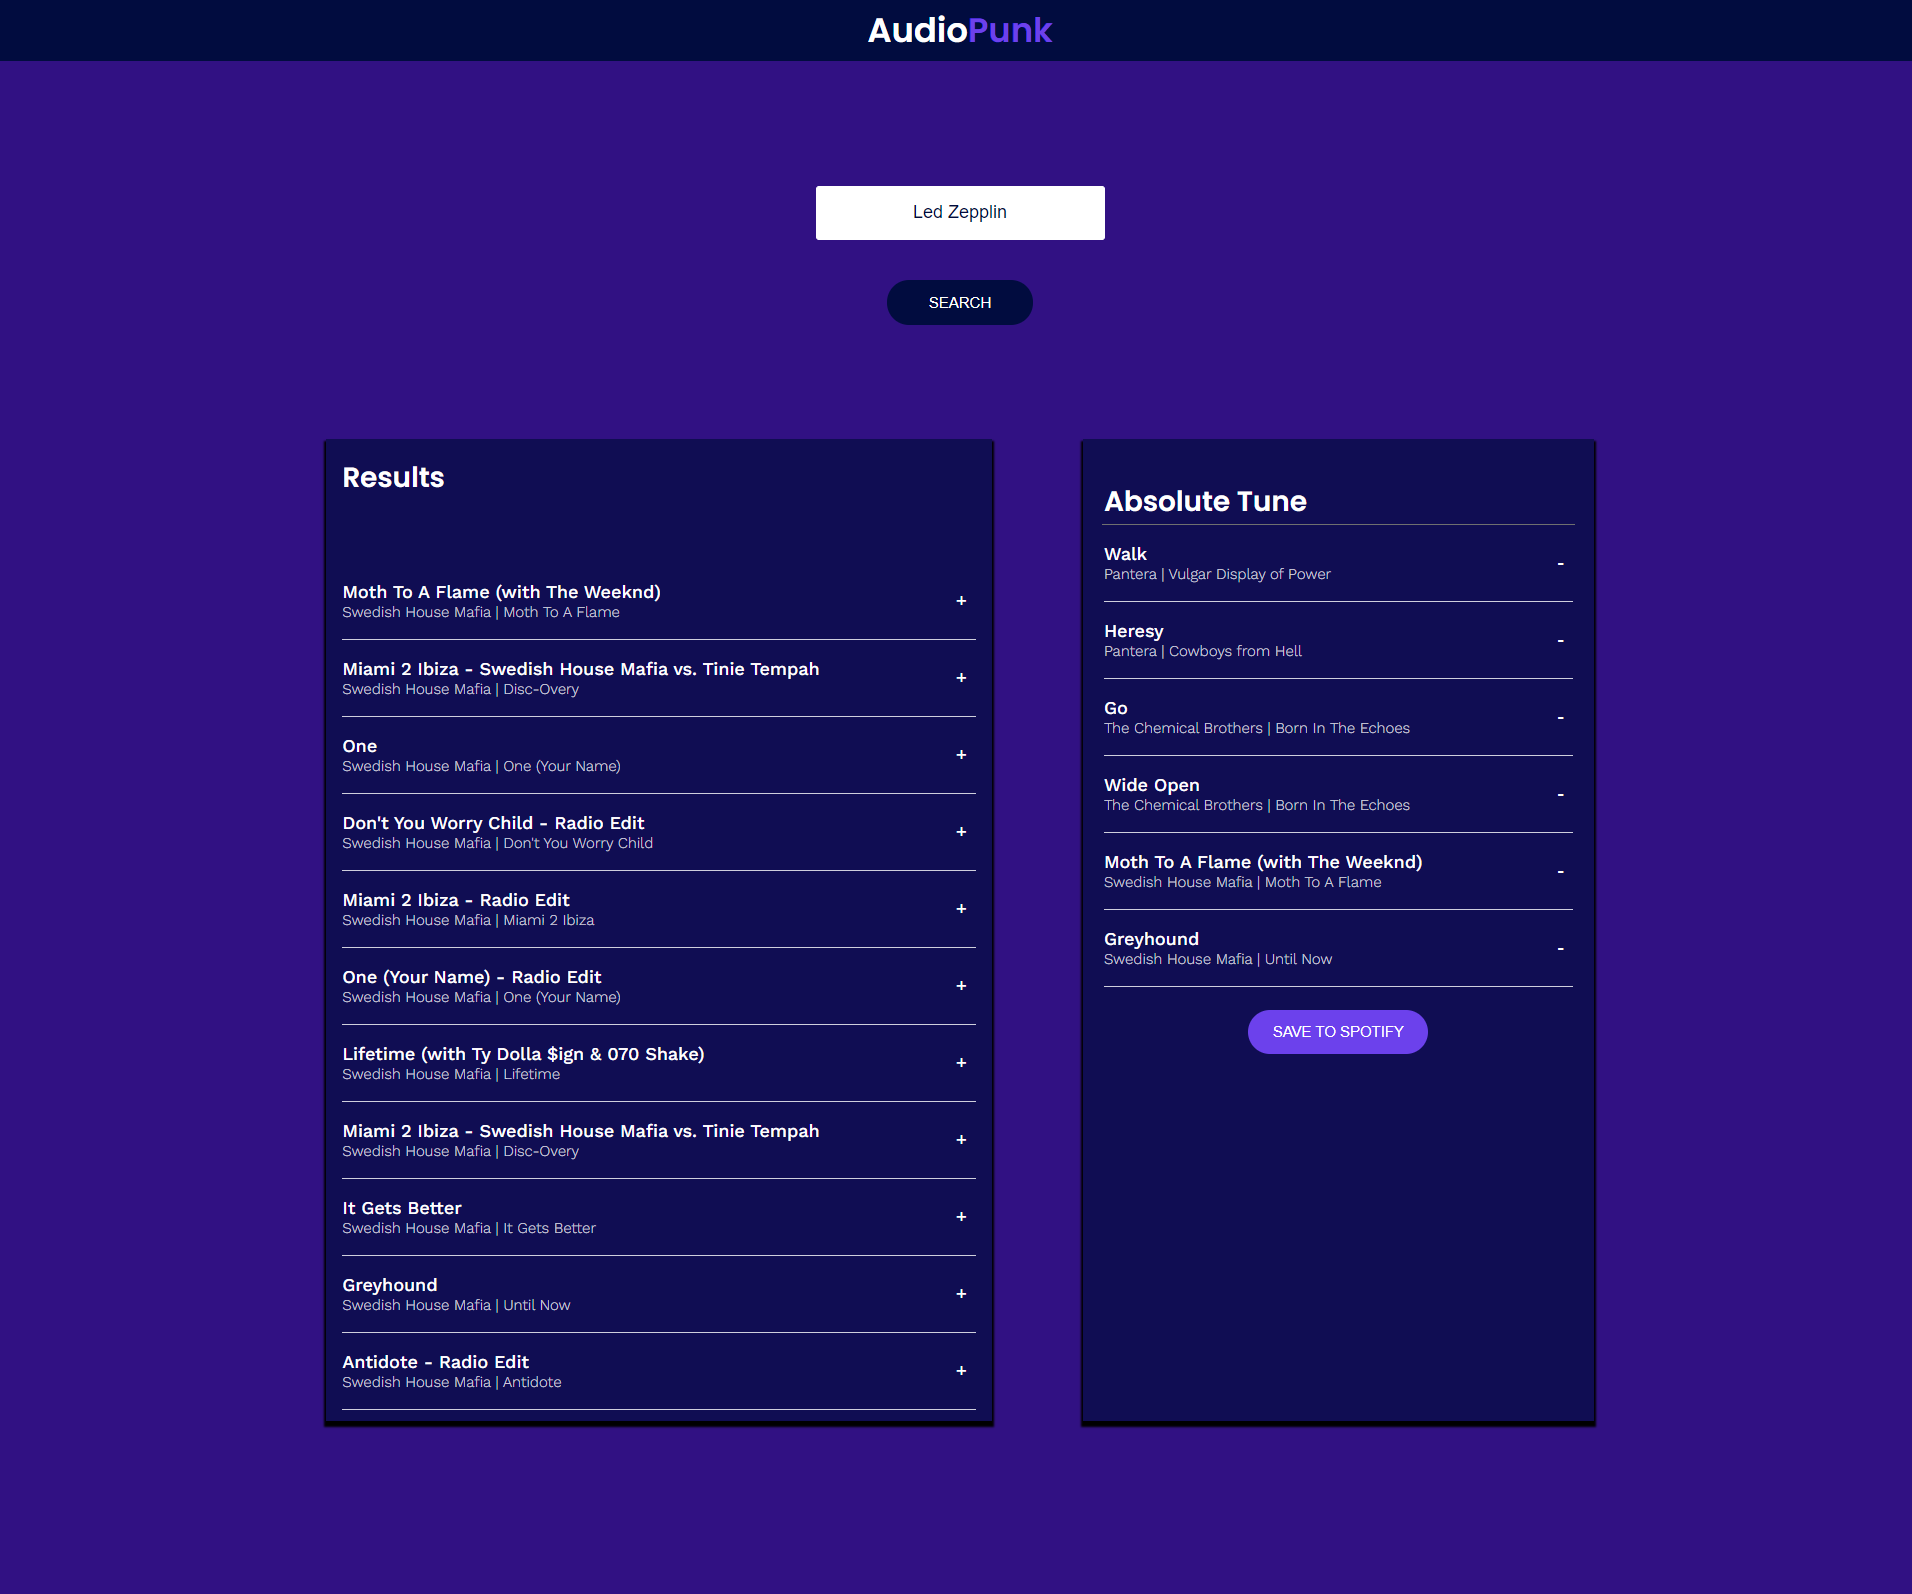 AudioPunk
Led Zepplin
SEARCH
Results
Moth To A Flame (with The Weeknd)
Swedish House Mafia | Moth To A Flame
+
Miami 2 Ibiza - Swedish House Mafia vs. Tinie Tempah
Swedish House Mafia | Disc-Overy
+
One
Swedish House Mafia | One (Your Name)
+
Don't You Worry Child - Radio Edit
Swedish House Mafia | Don't You Worry Child
+
Miami 2 Ibiza - Radio Edit
Swedish House Mafia | Miami 2 Ibiza
+
One (Your Name) - Radio Edit
Swedish House Mafia | One (Your Name)
+
Lifetime (with Ty Dolla $ign & 070 Shake)
Swedish House Mafia | Lifetime
+
Miami 2 Ibiza - Swedish House Mafia vs. Tinie Tempah
Swedish House Mafia | Disc-Overy
+
It Gets Better
Swedish House Mafia | It Gets Better
+
Greyhound
Swedish House Mafia | Until Now
+
Antidote - Radio Edit
Swedish House Mafia | Antidote
+
Absolute Tune
Walk
Pantera | Vulgar Display of Power
-
Heresy
Pantera | Cowboys from Hell
-
Go
The Chemical Brothers | Born In The Echoes
-
Wide Open
The Chemical Brothers | Born In The Echoes
-
Moth To A Flame (with The Weeknd)
Swedish House Mafia | Moth To A Flame
-
Greyhound
Swedish House Mafia | Until Now
-
SAVE TO SPOTIFY